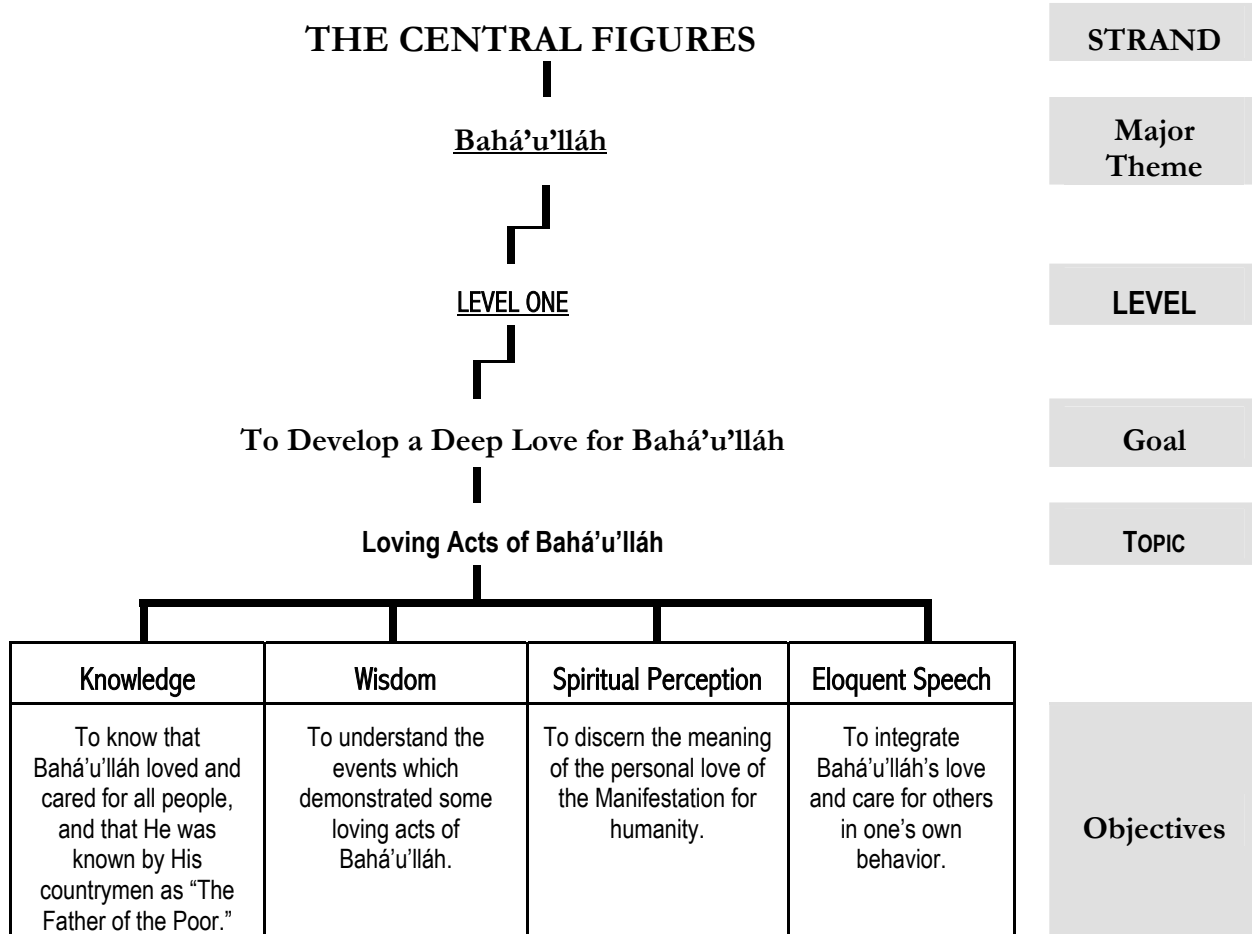 THE CENTRAL FIGURES
STRAND
Bahá’u’lláh
Major
Theme
LEVEL ONE
LEVEL
To Develop a Deep Love for Bahá’u’lláh
Goal
Loving Acts of Bahá’u’lláh
TOPIC
Knowledge
To know that
Bahá’u’lláh loved and
cared for all people,
and that He was
known by His
countrymen as “The
Father of the Poor.”
Wisdom
To understand the
events which
demonstrated some
loving acts of
Bahá’u’lláh.
Spiritual Perception
To discern the meaning
of the personal love of
the Manifestation for
humanity.
Eloquent Speech
To integrate
Bahá’u’lláh’s love
and care for others
in one’s own
behavior.
Objectives